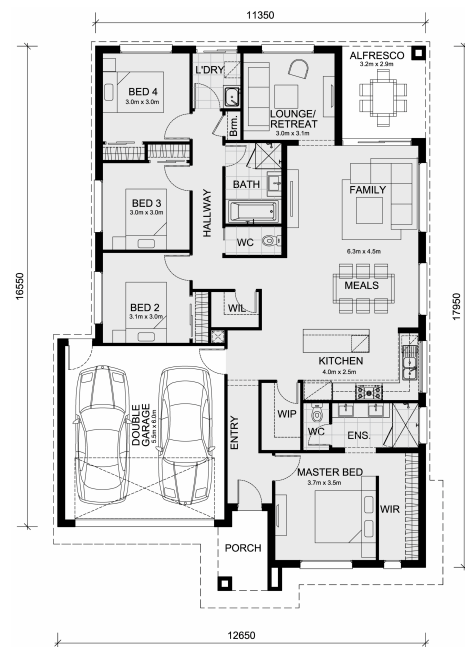 11350
ALFRESCO
3.2m x 2.9m
L'DRY
BED 4
3.0m x 3.0m
Brm.
LOUNGE/
RETREAT
3.0m x 3.1m
BATH
FAMILY
BED 3
3.0m x 3.0m
HALLWAY
WC
6.3m x 4.5m
16550
17950
MEALS
BED 2
3.1m x 3.0m
WIL
KITCHEN
4.0m x 2.5m
DOUBLE
GARAGE
5.5m x 6.0m
ENTRY
WIP
WC
ENS.
MASTER BED
3.7m x 3.5m
WIR
PORCH
12650